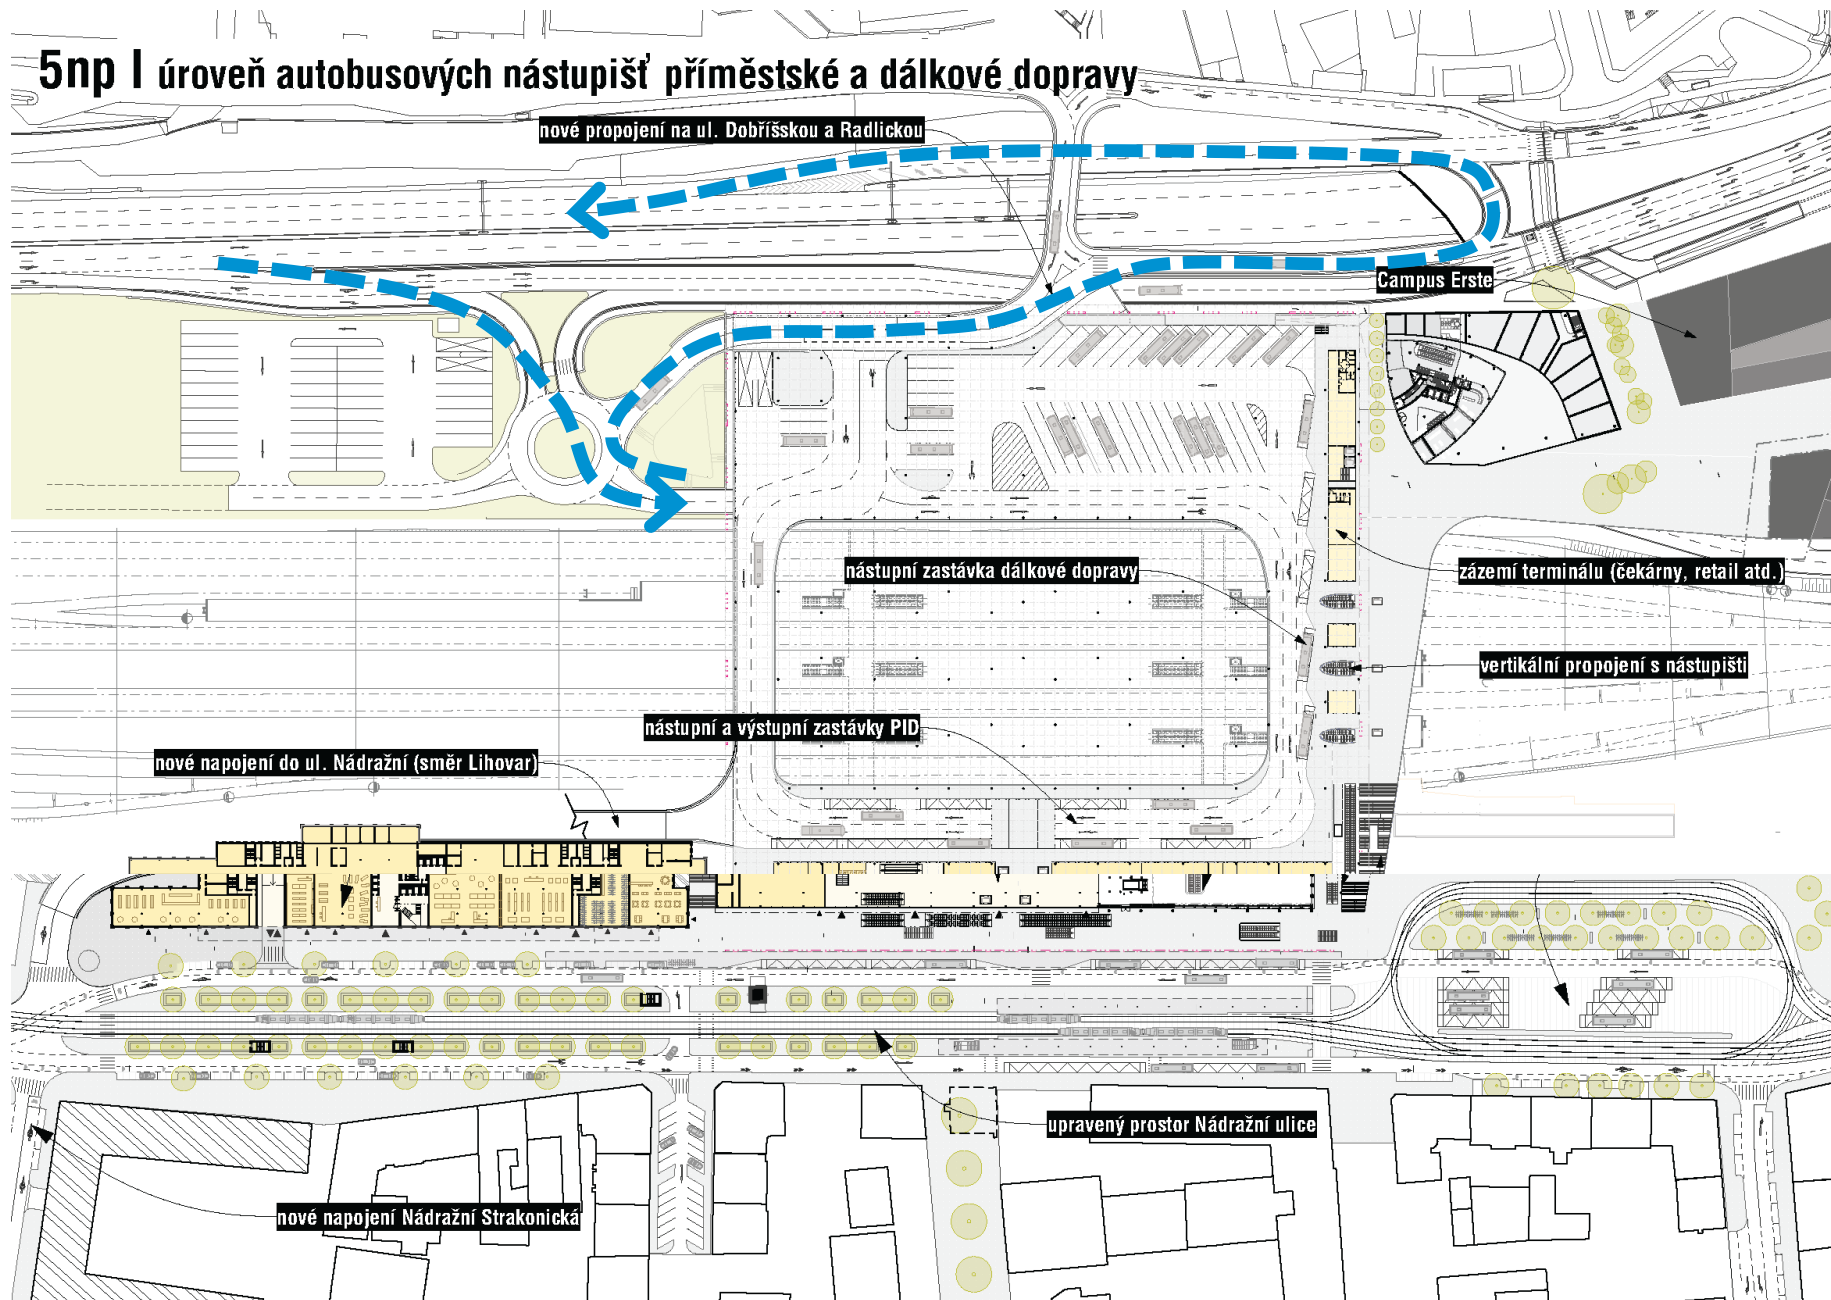 5np I úroveň autobusových nástupišť příměstské a dálkové dopravy
nové propojení na ul. Dobříšskou a Radlickou
Campus Erste
nástupní zastávka dálkové dopravy
zázemí terminálu (čekárny, retail atd.)
vertikální propojení s nástupišti
nástupní a výstupní zastávky PID
nové napojení do ul. Nádražní (směr Lihovar)
upravený prostor Nádražní ulice
nové napojení Nádražní Strakonická